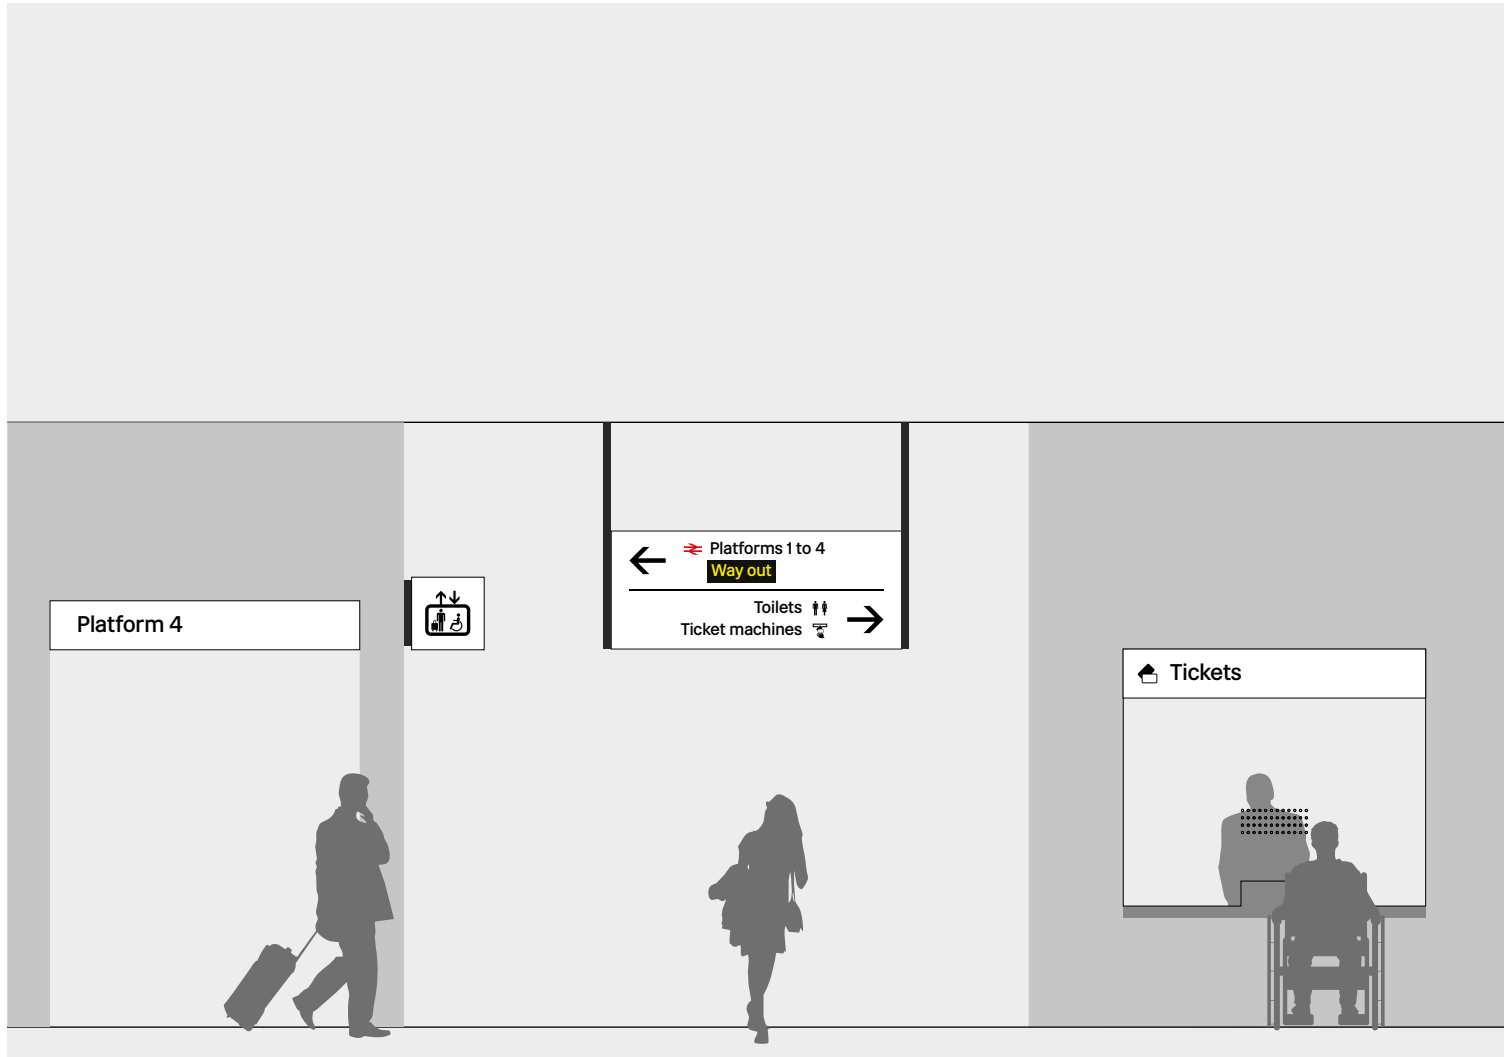 Platforms 1 to 4
Way out
Toilets
Ticket machines
Platform 4
Tickets